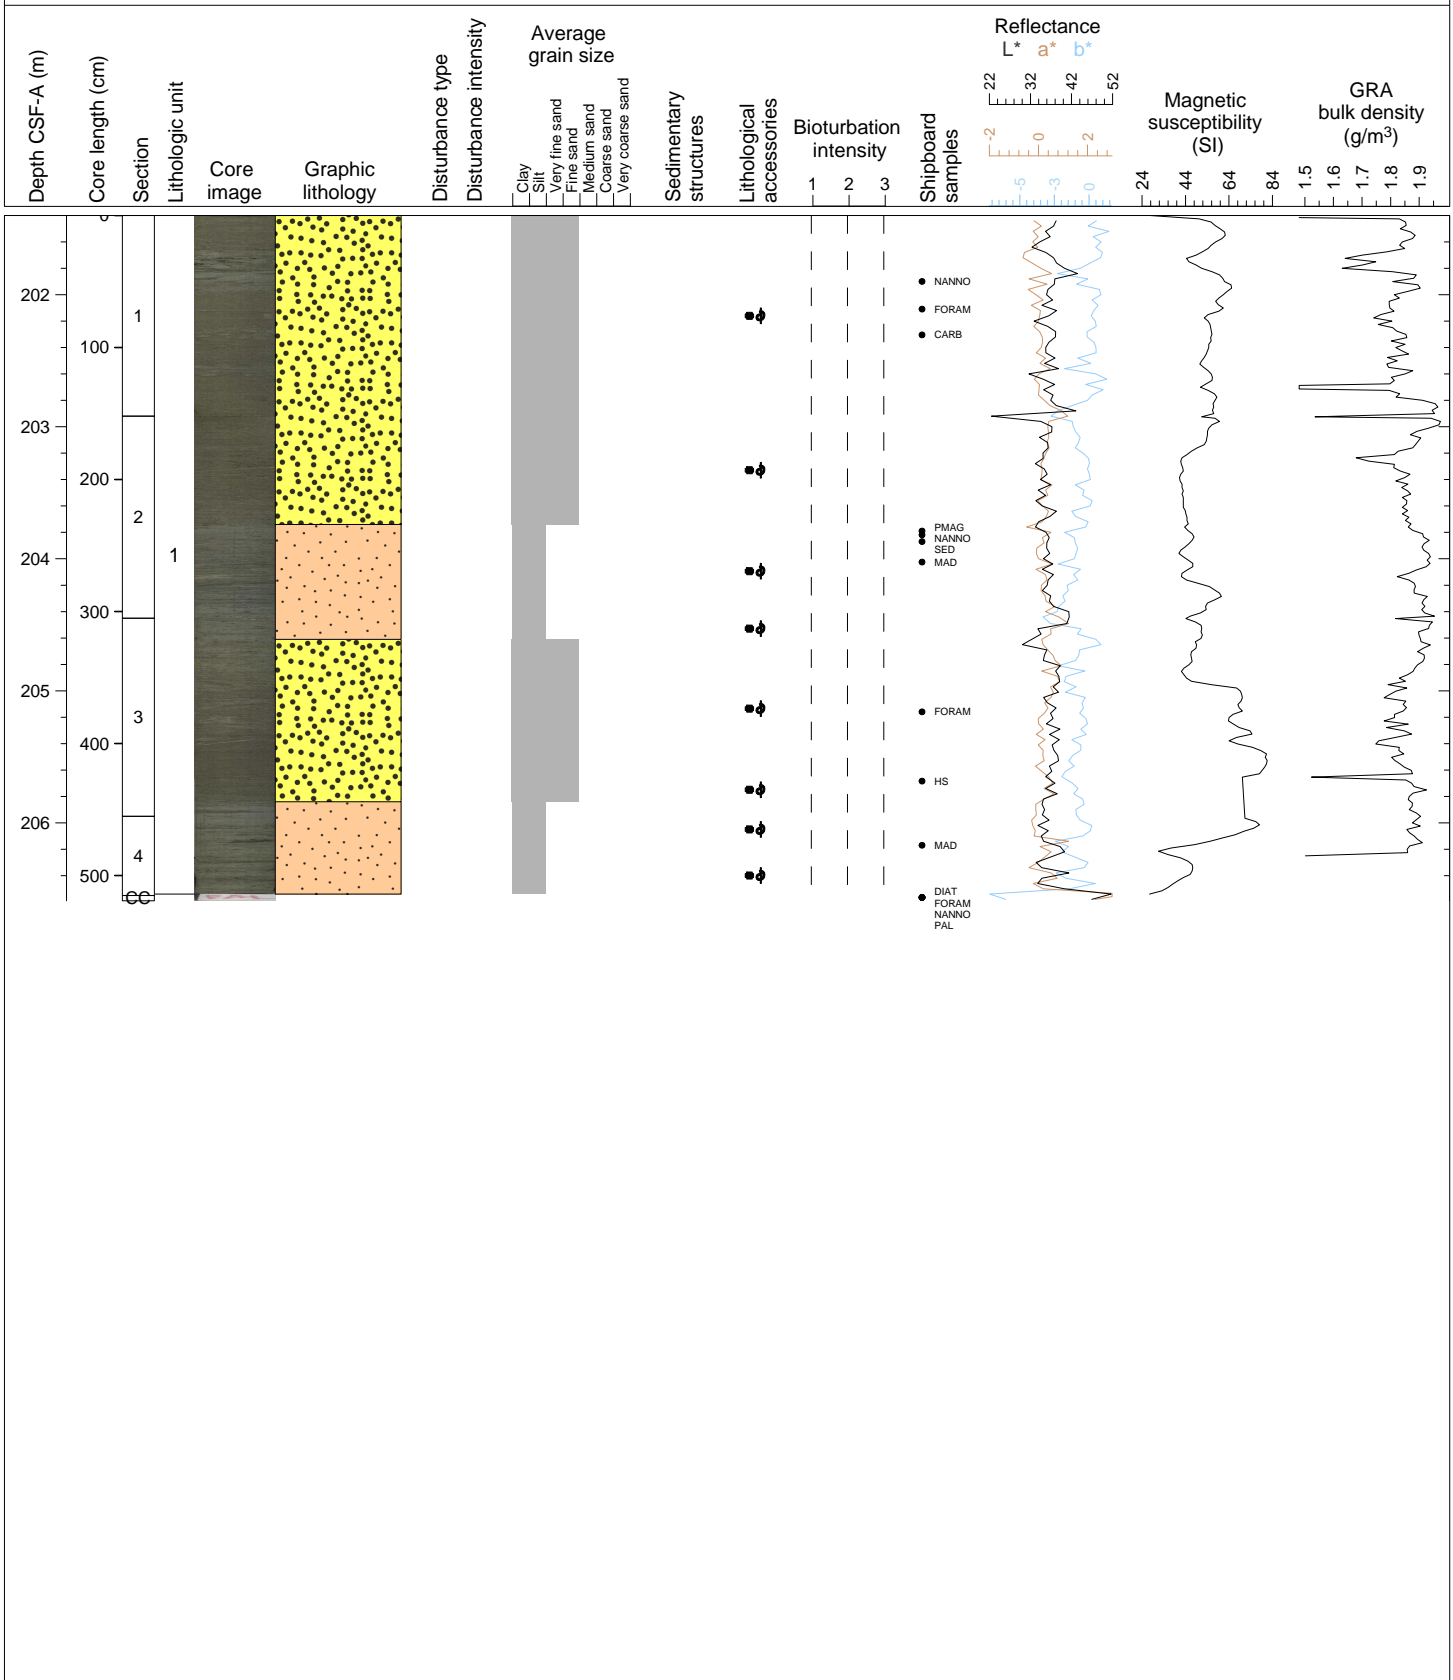 Depth CSF-A (m)
Core length (cm)
Section
Lithologic unit
Core
image
Graphic
lithology
Disturbance type
Disturbance intensity
Average
grain size
Clay
Silt
Very fine sand
Fine sand
Medium sand
Coarse sand
Very coarse sand
Sedimentary
structures
Lithological
accessories
Bioturbation
intensity
1 2 3
Shipboard
samples
Reflectance
L* a* b*
22 32 42 52
-2 0 2
-5 -3 0
Magnetic
susceptibility
(SI)
24 44 64 84
GRA
bulk density
(g/m3)
1.5 1.6 1.7 1.8 1.9
0
202
100
203
200
204
300
205
400
206
500
1
2
3
4
CC
1
NANNO
FORAM
CARB
PMAG
NANNO
SED
MAD
FORAM
HS
MAD
DIAT
FORAM
NANNO
PAL